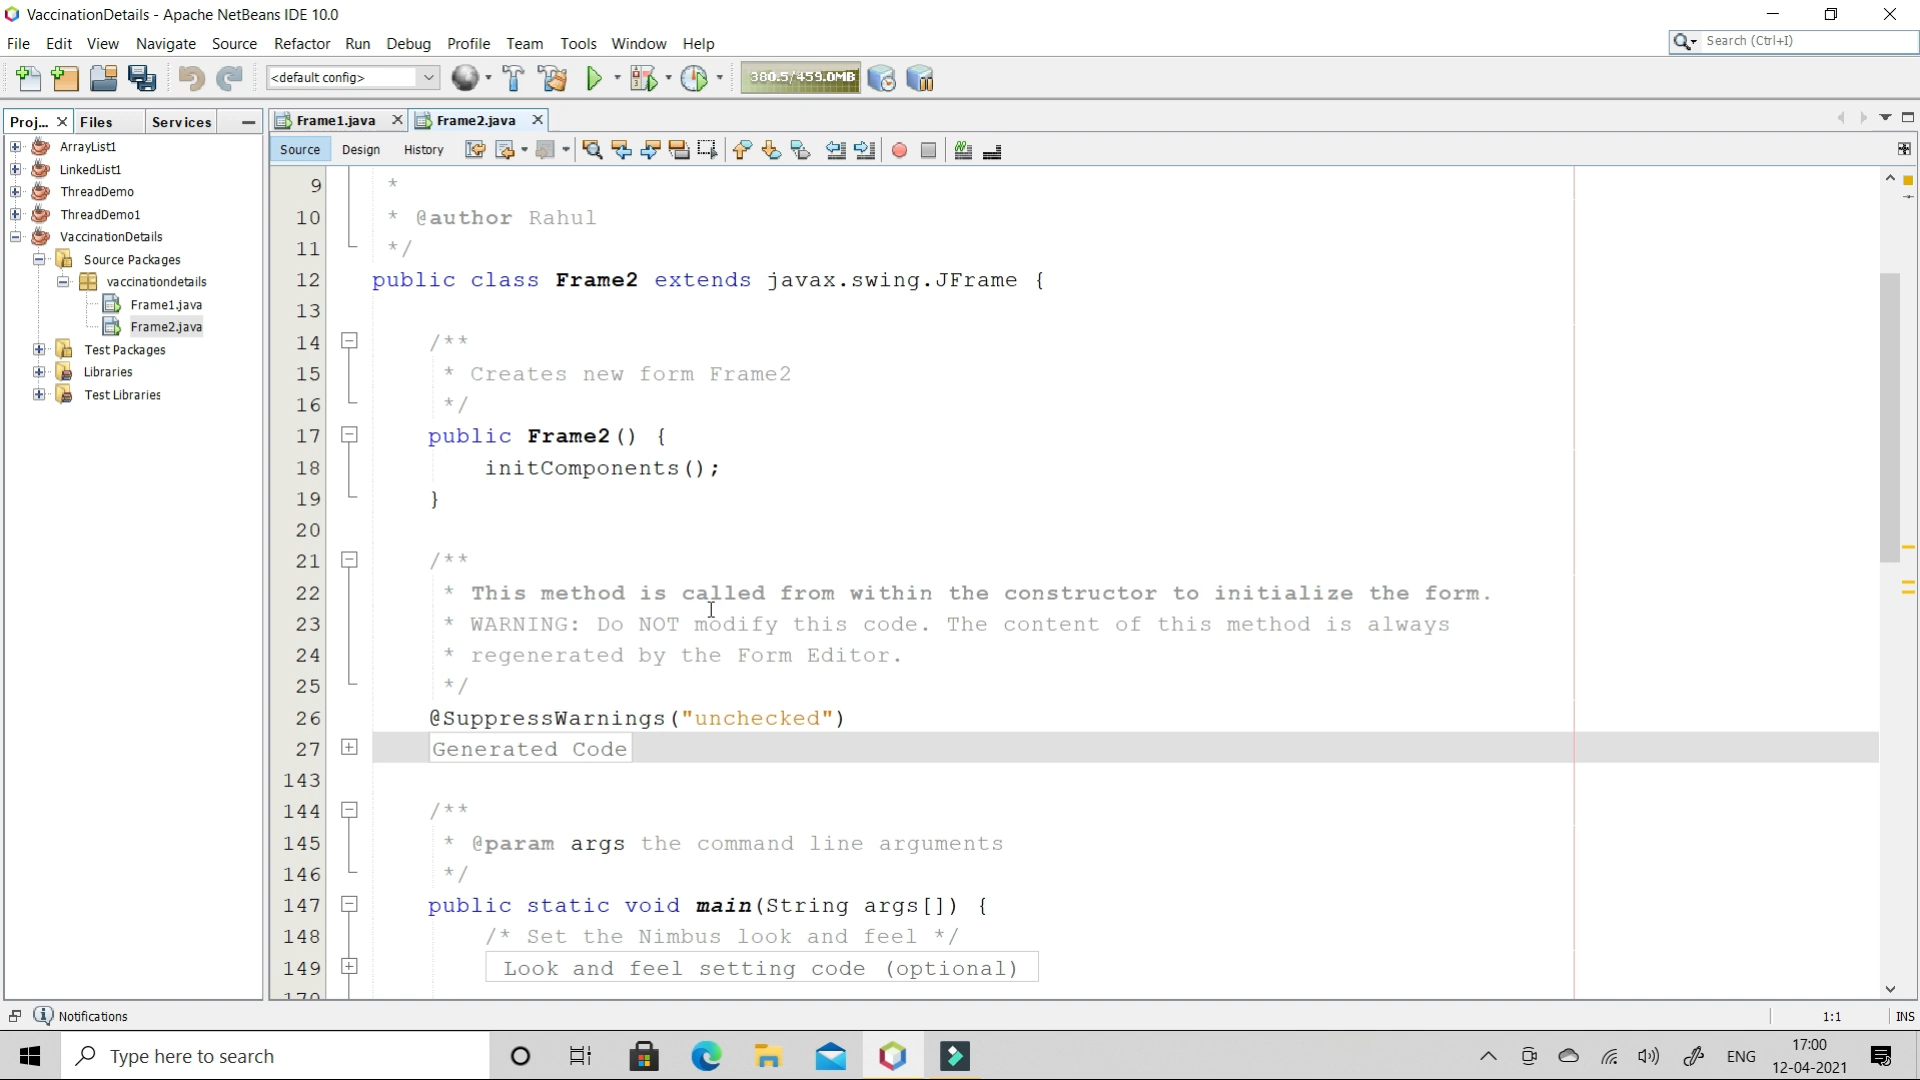 VaccinationDetails - Apache NetBeans IDE 10.0
File Edit View Navigate Source Refactor Run Debug Profile Team Tools Window Help
Search (Ctrl+I)
<default config>
380.5/459.0MB
Proj... Files Services
Frame1.java Frame2.java
Source Design History
ArrayList1
LinkedList1
ThreadDemo
ThreadDemo1
VaccinationDetails
Source Packages
vaccinationdetails
Frame1.java
Frame2.java
Test Packages
Libraries
Test Libraries
9 *
10 * @author Rahul
11 */
12 public class Frame2 extends javax.swing.JFrame {
13
14 /**
15 * Creates new form Frame2
16 */
17 public Frame2() {
18 initComponents();
19 }
20
21 /**
22 * This method is called from within the constructor to initialize the form.
23 * WARNING: Do NOT modify this code. The content of this method is always
24 * regenerated by the Form Editor.
25 */
26 @SuppressWarnings("unchecked")
27 Generated Code
143
144 /**
145 * @param args the command line arguments
146 */
147 public static void main(String args[]) {
148 /* Set the Nimbus look and feel */
149 Look and feel setting code (optional)
170
Notifications
1:1 INS
Type here to search
ENG
17:00
12-04-2021